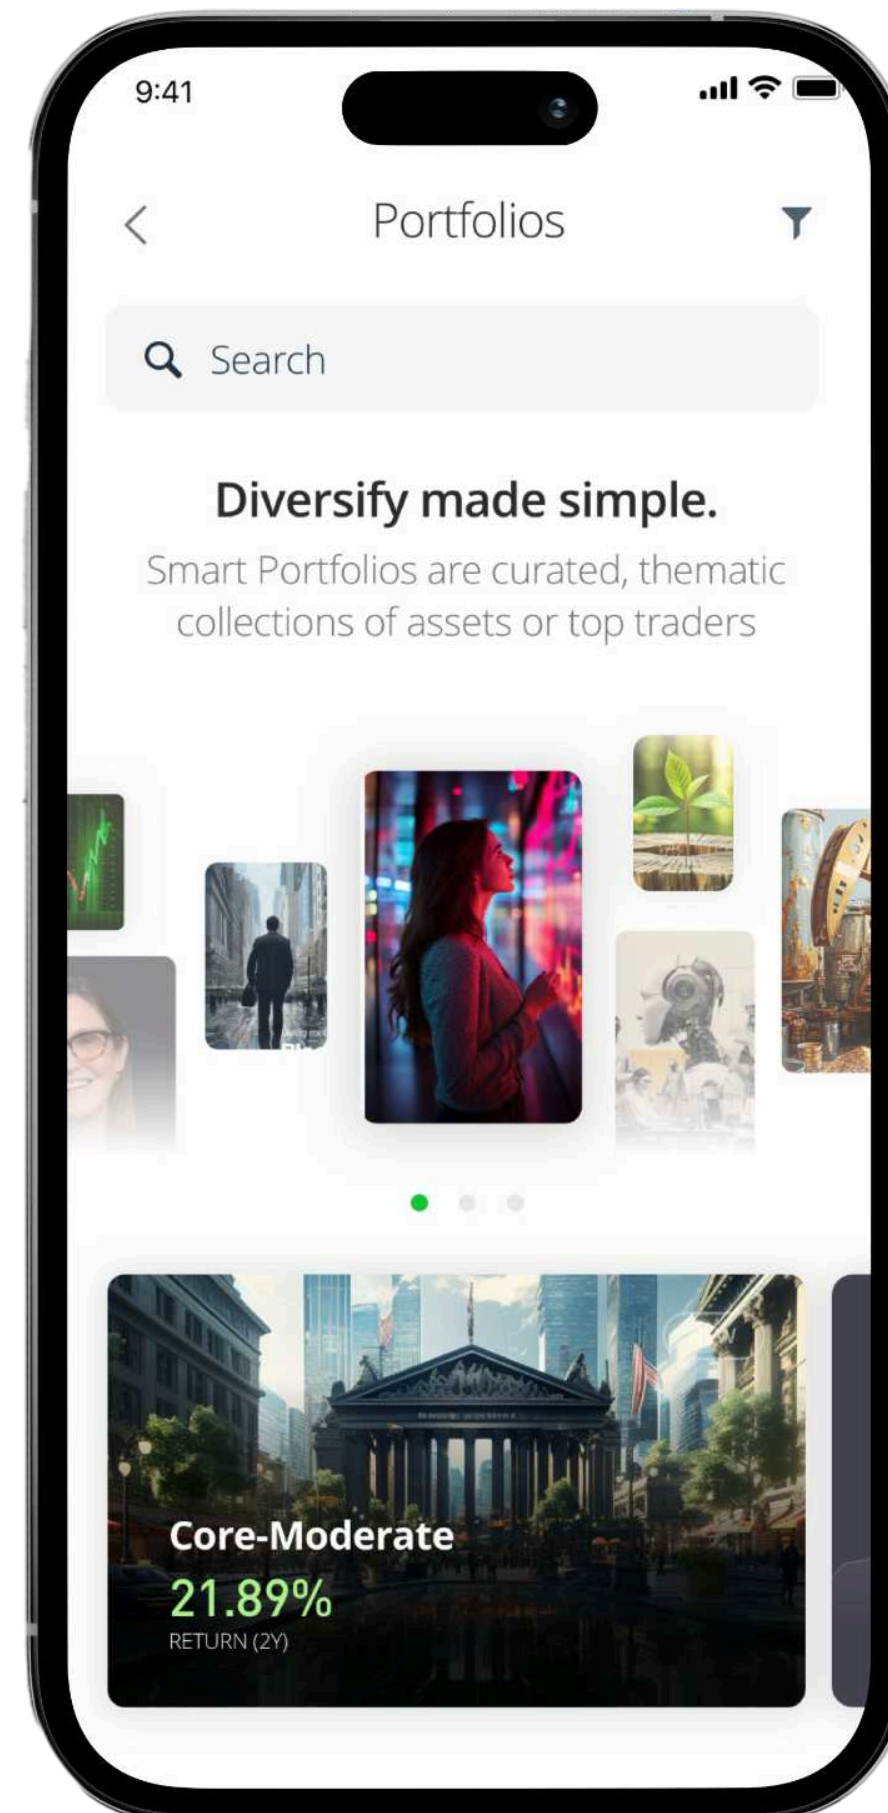 9:41
Portfolios
Search
Diversify made simple.
Smart Portfolios are curated, thematic
collections of assets or top traders
Core-Moderate
21.89%
RETURN (2Y)